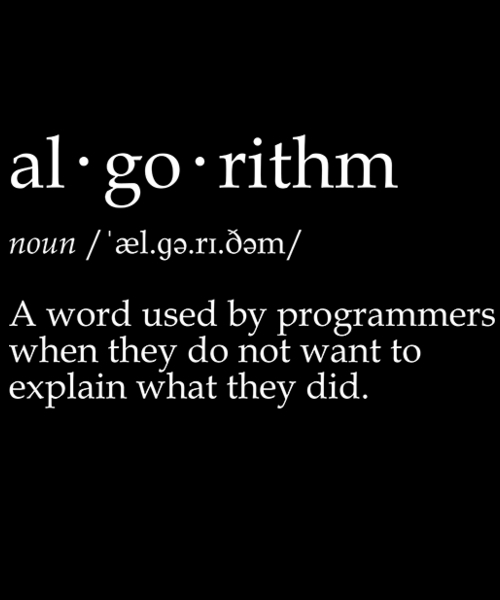 al·go·rithm
noun /ˈæl.ɡə.rɪ.ðəm/
A word used by programmers
when they do not want to
explain what they did.